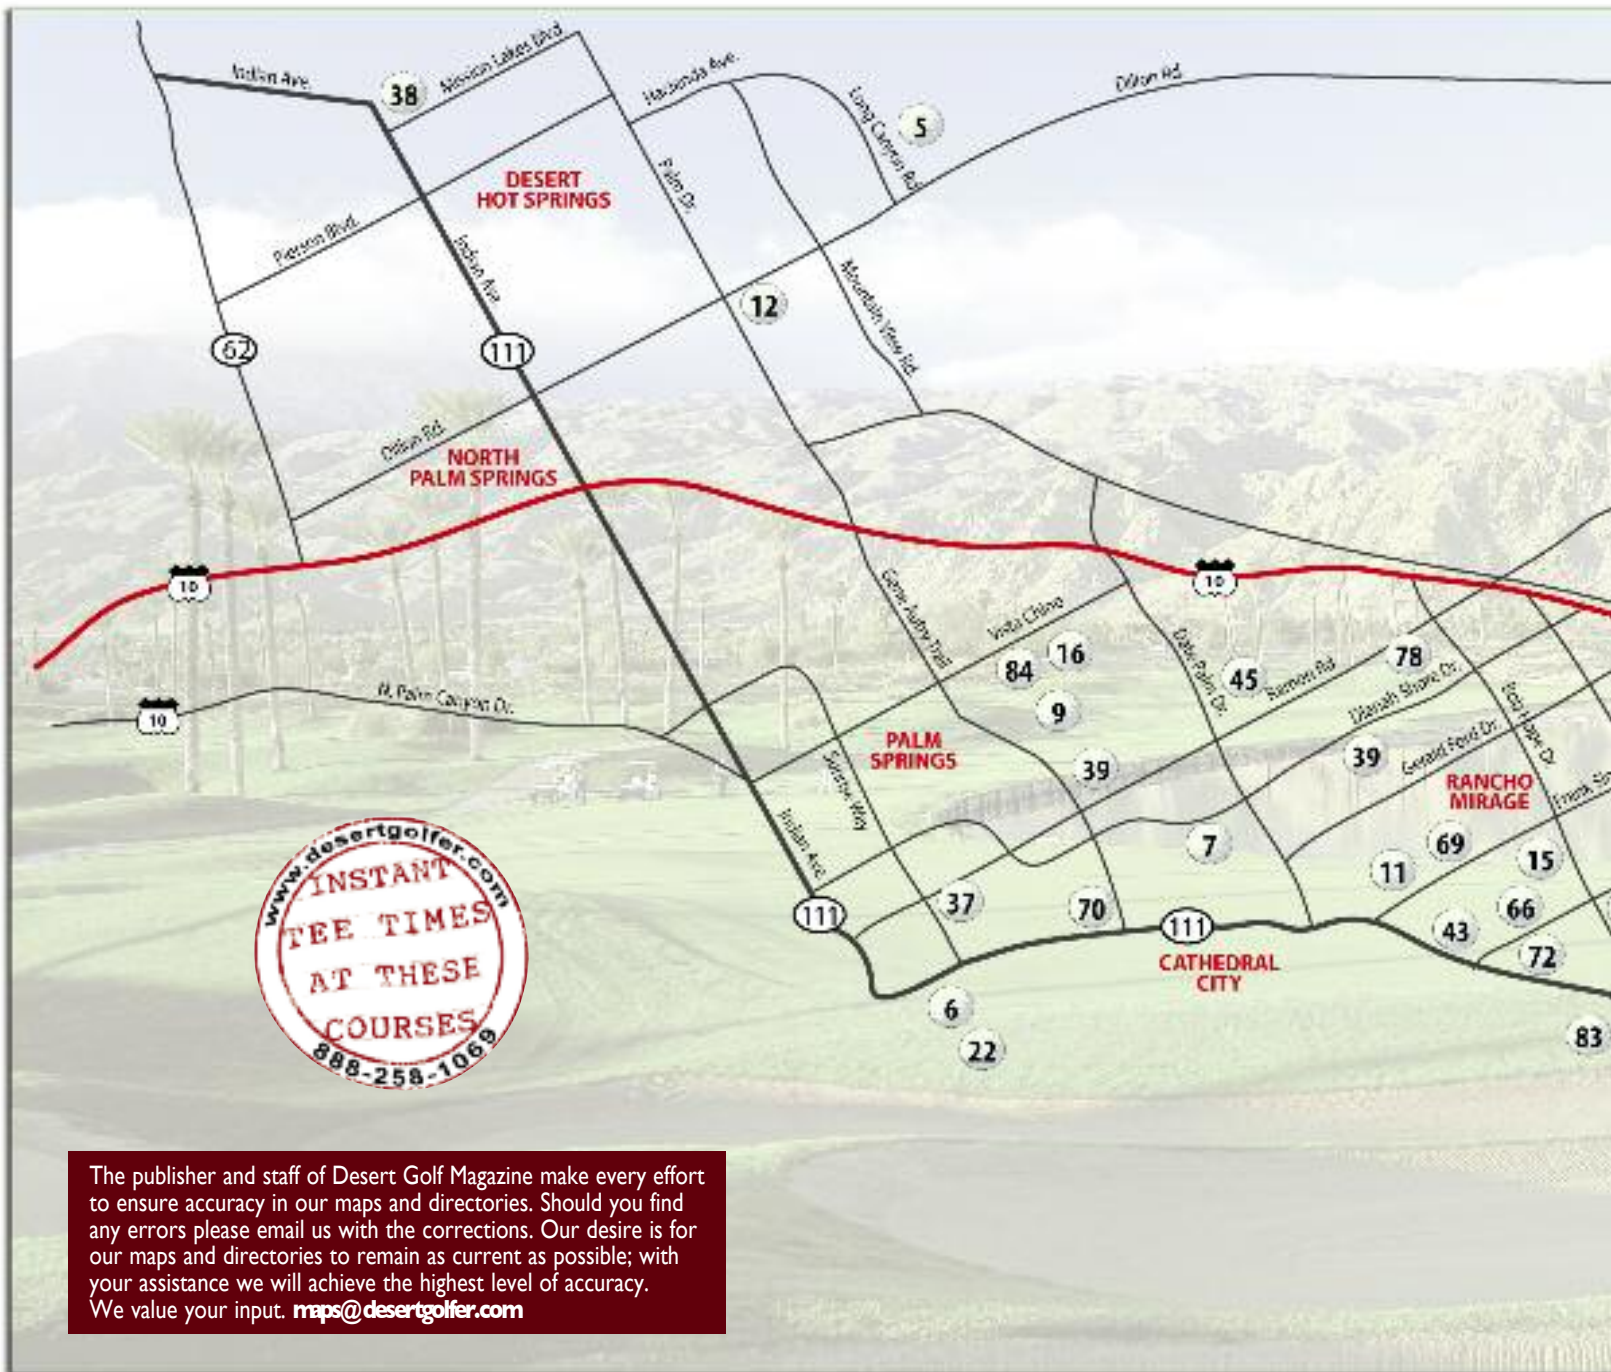 Indian Ave.
38
Mission Lakes Blvd
Hacienda Ave.
Long Canyon Rd
5
Dillon Rd.
DESERT
HOT SPRINGS
Palm Dr.
Pierson Blvd.
Indian Ave.
Mountain View Rd
12
62
111
Dillon Rd.
NORTH
PALM SPRINGS
10
10
Gene Autry Trail
Vista Chino
84
16
9
Date Palm Dr.
45
Ramon Rd
78
Dianah Shore Dr.
Bob Hope Dr.
10
N. Palm Canyon Dr.
PALM
SPRINGS
Sunrise Way
39
39
Gerald Ford Dr.
RANCHO
MIRAGE
Frank
Indian Ave
7
69
11
15
111
37
70
111
66
43
72
CATHEDRAL
CITY
6
22
83
www.desertgolfer.com
INSTANT
TEE TIMES
AT THESE
COURSES
888-258-1069
The publisher and staff of Desert Golf Magazine make every effort
to ensure accuracy in our maps and directories. Should you find
any errors please email us with the corrections. Our desire is for
our maps and directories to remain as current as possible; with
your assistance we will achieve the highest level of accuracy.
We value your input. maps@desertgolfer.com